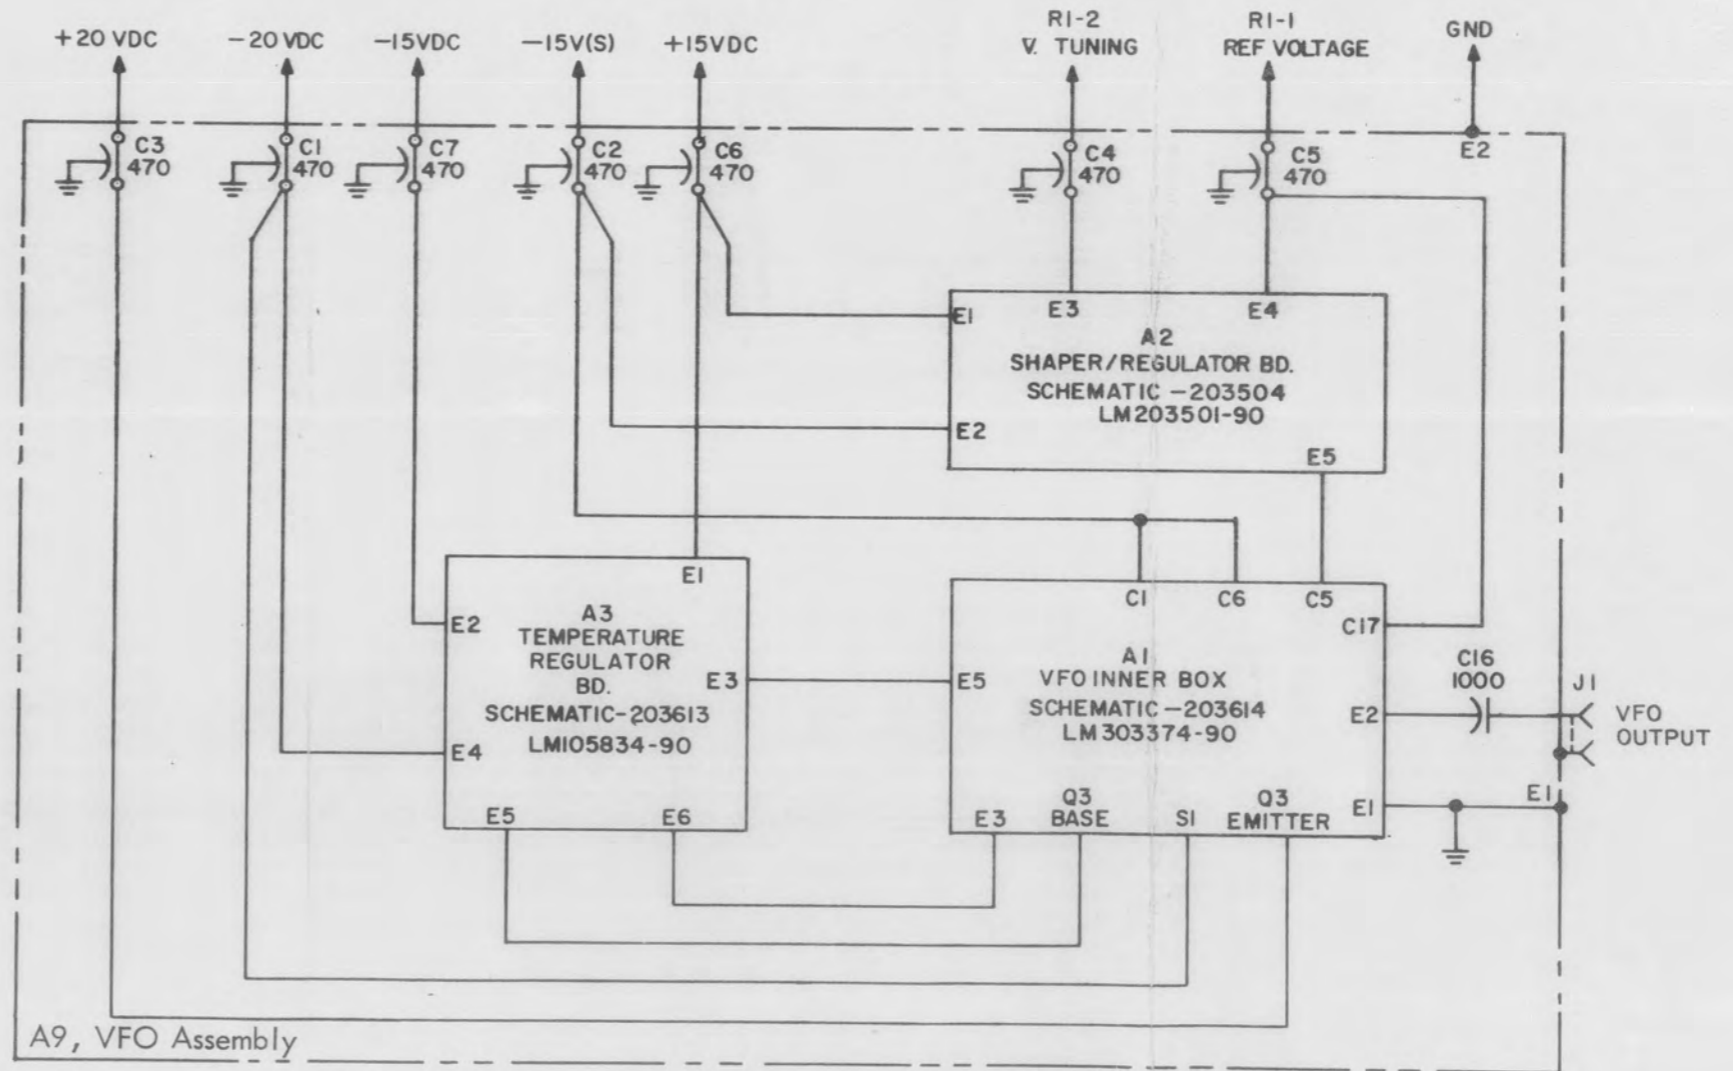 +20 VDC
-20 VDC
-15VDC
-15V(S)
+15VDC
R1-2
V. TUNING
R1-1
REF VOLTAGE
GND
C3
470
C1
470
C7
470
C2
470
C6
470
C4
470
C5
470
E2
E1
E3
E4
A2
SHAPER/REGULATOR BD.
SCHEMATIC -203504
LM203501-90
E2
E5
E1
E2
A3
TEMPERATURE
REGULATOR
BD.
SCHEMATIC-203613
LM105834-90
E3
E4
E5
E6
C1
C6
C5
C17
E5
A1
VFO INNER BOX
SCHEMATIC -203614
LM303374-90
E2
E3
Q3
BASE
S1
Q3
EMITTER
E1
C16
1000
J1
VFO
OUTPUT
E1
A9, VFO Assembly